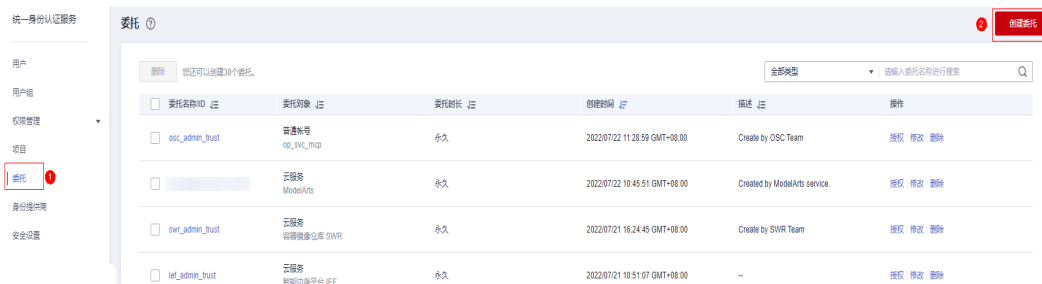 统一身份认证服务
委托 ?
2 创建委托
用户
用户组
权限管理
项目
委托 1
身份提供商
安全设置
删除 您还可以创建38个委托。
全部类型 请输入委托名称进行搜索
委托名称/ID 委托对象 委托时长 创建时间 描述 操作
osc_admin_trust 普通帐号 op_svc_mcp 永久 2022/07/22 11:28:59 GMT+08:00 Create by OSC Team 授权 修改 删除
云服务 ModelArts 永久 2022/07/22 10:45:51 GMT+08:00 Created by ModelArts service. 授权 修改 删除
swr_admin_trust 云服务 容器镜像仓库 SWR 永久 2022/07/21 16:24:45 GMT+08:00 Create by SWR Team 授权 修改 删除
ief_admin_trust 云服务 智能边缘平台 IEF 永久 2022/07/21 10:51:07 GMT+08:00 -- 授权 修改 删除